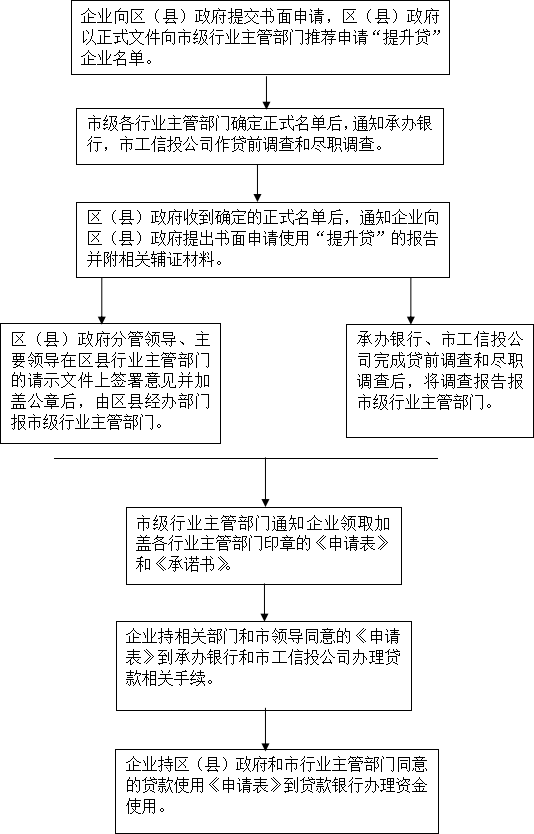 企业向区（县）政府提交书面申请，区（县）政府
以正式文件向市级行业主管部门推荐申请“提升贷”
企业名单。
市级各行业主管部门确定正式名单后，通知承办银
行，市工信投公司作贷前调查和尽职调查。
区（县）政府收到确定的正式名单后，通知企业向
区（县）政府提出书面申请使用“提升贷”的报告
并附相关辅证材料。
区（县）政府分管领导、主
要领导在区县行业主管部门
的请示文件上签署意见并加
盖公章后，由区县经办部门
报市级行业主管部门。
承办银行、市工信投公
司完成贷前调查和尽职
调查后，将调查报告报
市级行业主管部门。
市级行业主管部门通知企业领取加
盖各行业主管部门印章的《申请表》
和《承诺书》。
企业持相关部门和市领导同意的《申请
表》到承办银行和市工信投公司办理贷
款相关手续。
企业持区（县）政府和市行业主管部门同意
的贷款使用《申请表》到贷款银行办理资金
使用。